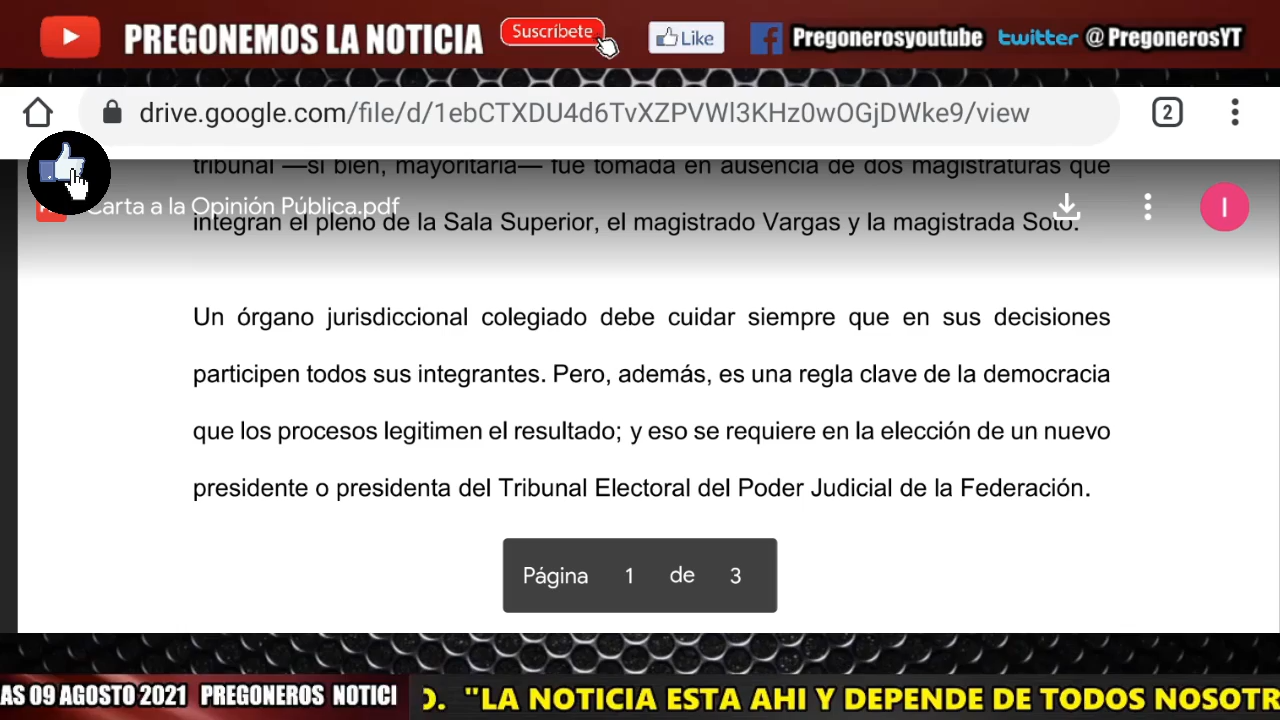 PREGONEMOS LA NOTICIA Suscríbete Like f Pregonerosyoutube twitter @PregonerosYT
drive.google.com/file/d/1ebCTXDU4d6TvXZPVWl3KHz0wOGjDWke9/view 2
tribunal —si bien, mayoritaria— fue tomada en ausencia de dos magistraturas que
Carta a la Opinión Pública.pdf I
integran el pleno de la Sala Superior, el magistrado Vargas y la magistrada Soto.
Un órgano jurisdiccional colegiado debe cuidar siempre que en sus decisiones
participen todos sus integrantes. Pero, además, es una regla clave de la democracia
que los procesos legitimen el resultado; y eso se requiere en la elección de un nuevo
presidente o presidenta del Tribunal Electoral del Poder Judicial de la Federación.
Página 1 de 3
AS 09 AGOSTO 2021 PREGONEROS NOTICI O. "LA NOTICIA ESTA AHI Y DEPENDE DE TODOS NOSOTR